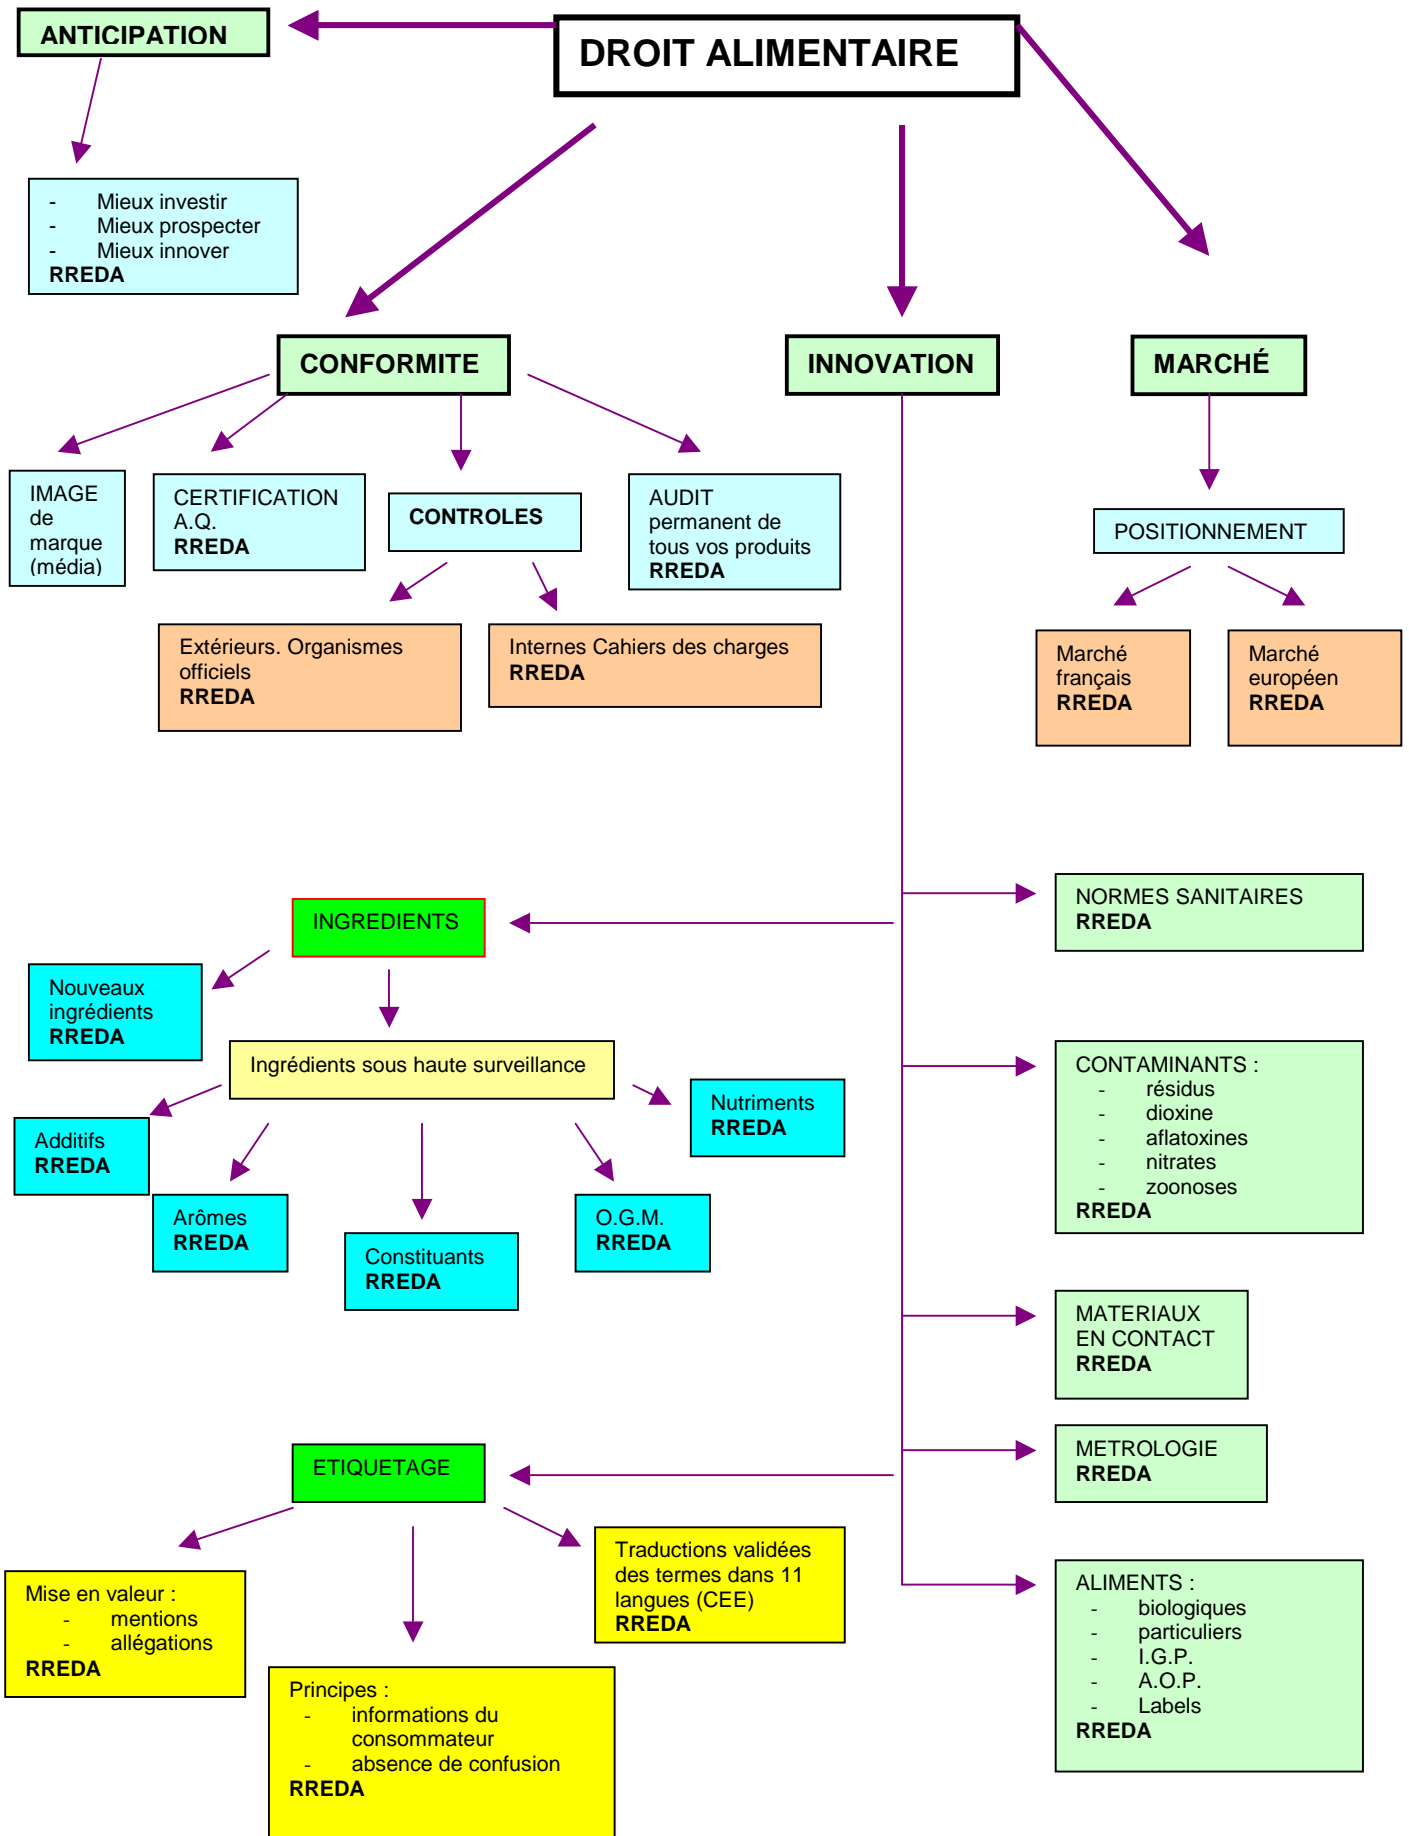 ANTICIPATION
DROIT ALIMENTAIRE
- Mieux investir
- Mieux prospecter
- Mieux innover
RREDA
CONFORMITE
INNOVATION
MARCHÉ
IMAGE
de
marque
(média)
CERTIFICATION
A.Q.
RREDA
CONTROLES
AUDIT
permanent de
tous vos produits
RREDA
POSITIONNEMENT
Extérieurs. Organismes
officiels
RREDA
Internes Cahiers des charges
RREDA
Marché
français
RREDA
Marché
européen
RREDA
INGREDIENTS
NORMES SANITAIRES
RREDA
Nouveaux
ingrédients
RREDA
Ingrédients sous haute surveillance
CONTAMINANTS :
- résidus
- dioxine
- aflatoxines
- nitrates
- zoonoses
RREDA
Additifs
RREDA
Nutriments
RREDA
Arômes
RREDA
Constituants
RREDA
O.G.M.
RREDA
MATERIAUX
EN CONTACT
RREDA
ETIQUETAGE
METROLOGIE
RREDA
Mise en valeur :
- mentions
- allégations
RREDA
Traductions validées
des termes dans 11
langues (CEE)
RREDA
ALIMENTS :
- biologiques
- particuliers
- I.G.P.
- A.O.P.
- Labels
RREDA
Principes :
- informations du
consommateur
- absence de confusion
RREDA